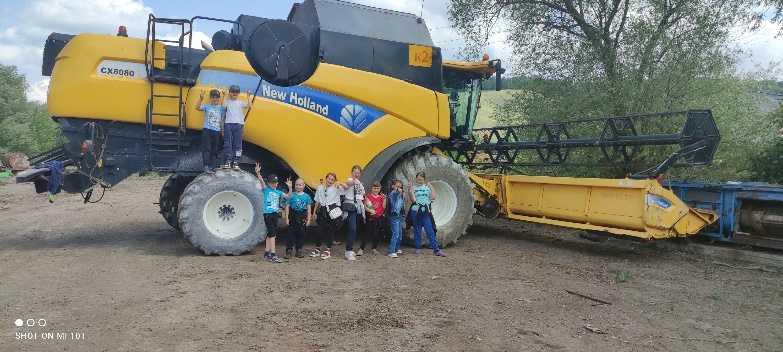 CX8080
New Holland
K2
SHOT ON MI 10T